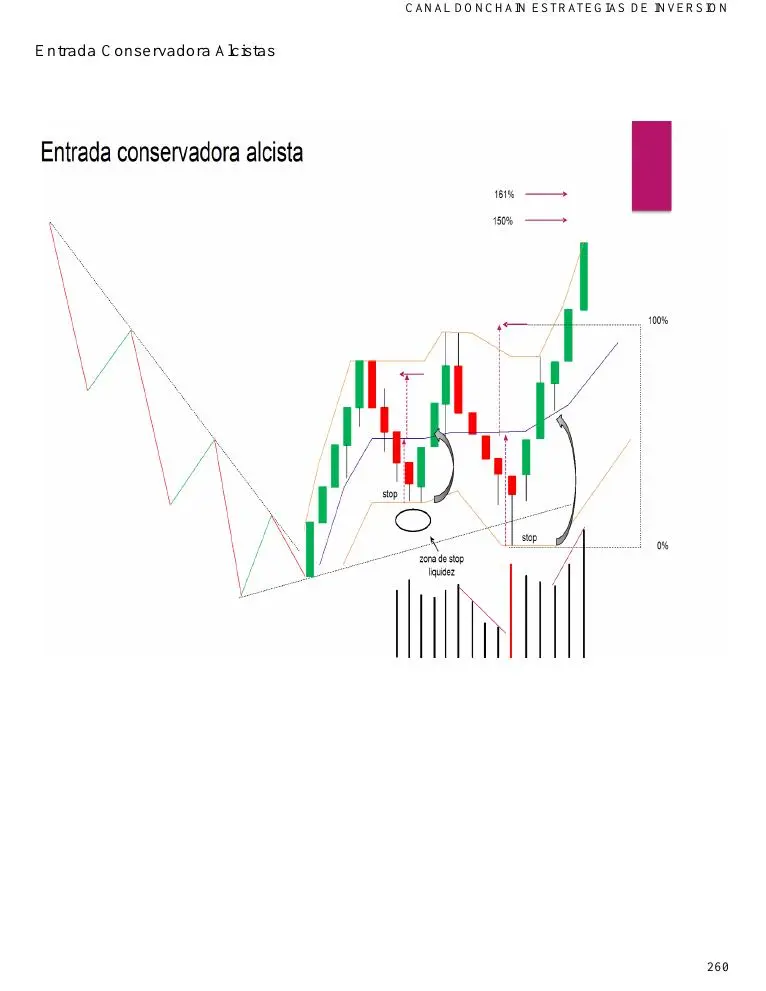 CANAL DONCHAIN ESTRATEGIAS DE INVERSION
Entrada Conservadora Alcistas
Entrada conservadora alcista
161%
150%
100%
stop
stop
0%
zona de stop
liquidez
260